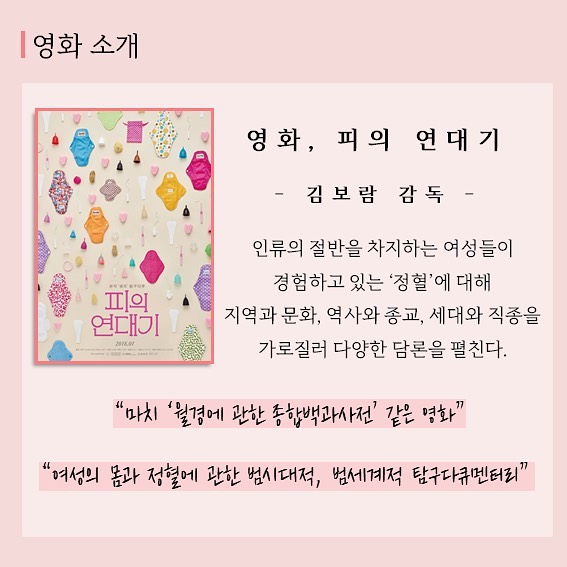 영화 소개
피의
연대기
2018.01
영화, 피의 연대기
- 김보람 감독 -
인류의 절반을 차지하는 여성들이
경험하고 있는 ‘정혈’에 대해
지역과 문화, 역사와 종교, 세대와 직종을
가로질러 다양한 담론을 펼친다.
“마치 ‘월경에 관한 종합백과사전’ 같은 영화”
“여성의 몸과 정혈에 관한 범시대적, 범세계적 탐구다큐멘터리”